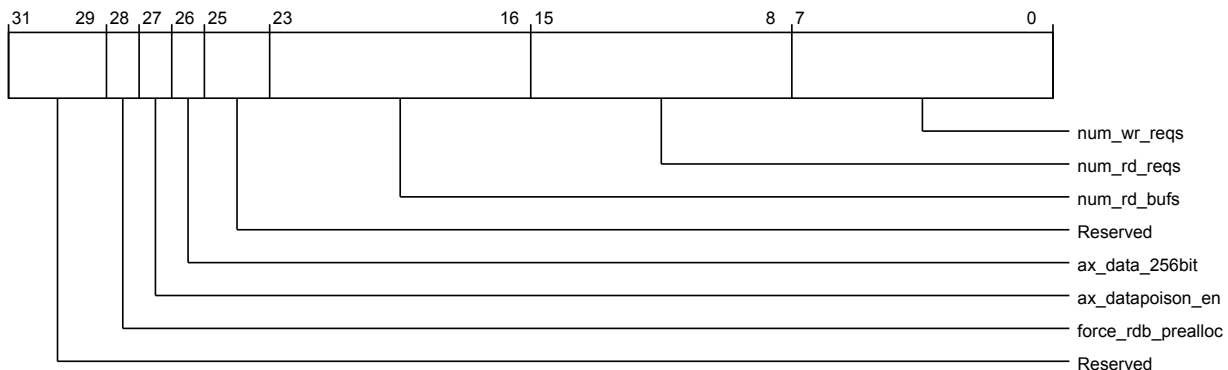 31 29 28 27 26 25 23 16 15 8 7 0
num_wr_reqs
num_rd_reqs
num_rd_bufs
Reserved
ax_data_256bit
ax_datapoison_en
force_rdb_prealloc
Reserved